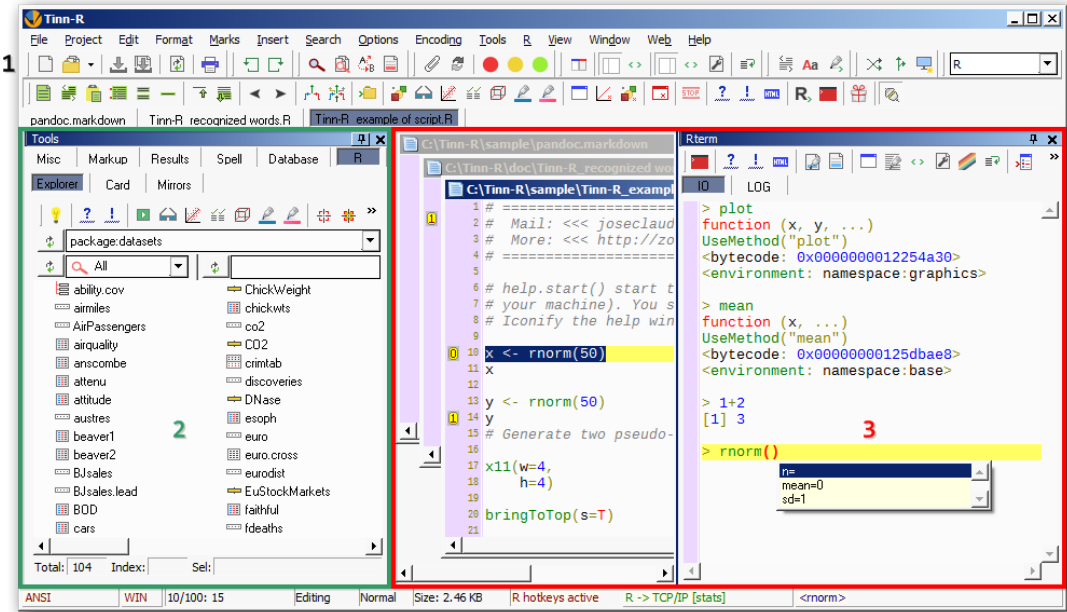 Tinn-R
File Project Edit Format Marks Insert Search Options Encoding Tools R View Window Web Help
1
R
pandoc.markdown Tinn-R recognized words.R Tinn-R example of script.R
Tools
Misc Markup Results Spell Database R
Explorer Card Mirrors
package:datasets
All
ability.cov ChickWeight
airmiles chickwts
AirPassengers co2
airquality CO2
anscombe crimtab
attenu discoveries
attitude DNase
austres esoph
beaver1 euro
beaver2 euro.cross
BJsales eurodist
BJsales.lead EuStockMarkets
BOD faithful
cars fdeaths
2
Total: 104 Index: Sel:
C:\Tinn-R\sample\pandoc.markdown
C:\Tinn-R\doc\Tinn-R_recognized wo
C:\Tinn-R\sample\Tinn-R_exampl
1 # =====================
2 # Mail: <<< joseclaud
3 # More: <<< http://zo
4 # =====================
5
6 # help.start() start t
7 # your machine). You s
8 # Iconify the help win
9
10 x <- rnorm(50)
11 x
12
13 y <- rnorm(50)
14 y
15 # Generate two pseudo-
16
17 x11(w=4,
18 h=4)
19
20 bringToTop(s=T)
21
1
0
1
Rterm
STOP
HTML
R
IO LOG
> plot
function (x, y, ...)
UseMethod("plot")
<bytecode: 0x0000000012254a30>
<environment: namespace:graphics>
> mean
function (x, ...)
UseMethod("mean")
<bytecode: 0x00000000125dbae8>
<environment: namespace:base>
> 1+2
[1] 3
3
> rnorm()
n=
mean=0
sd=1
ANSI WIN 10/100: 15 Editing Normal Size: 2.46 KB R hotkeys active R -> TCP/IP [stats] <rnorm>